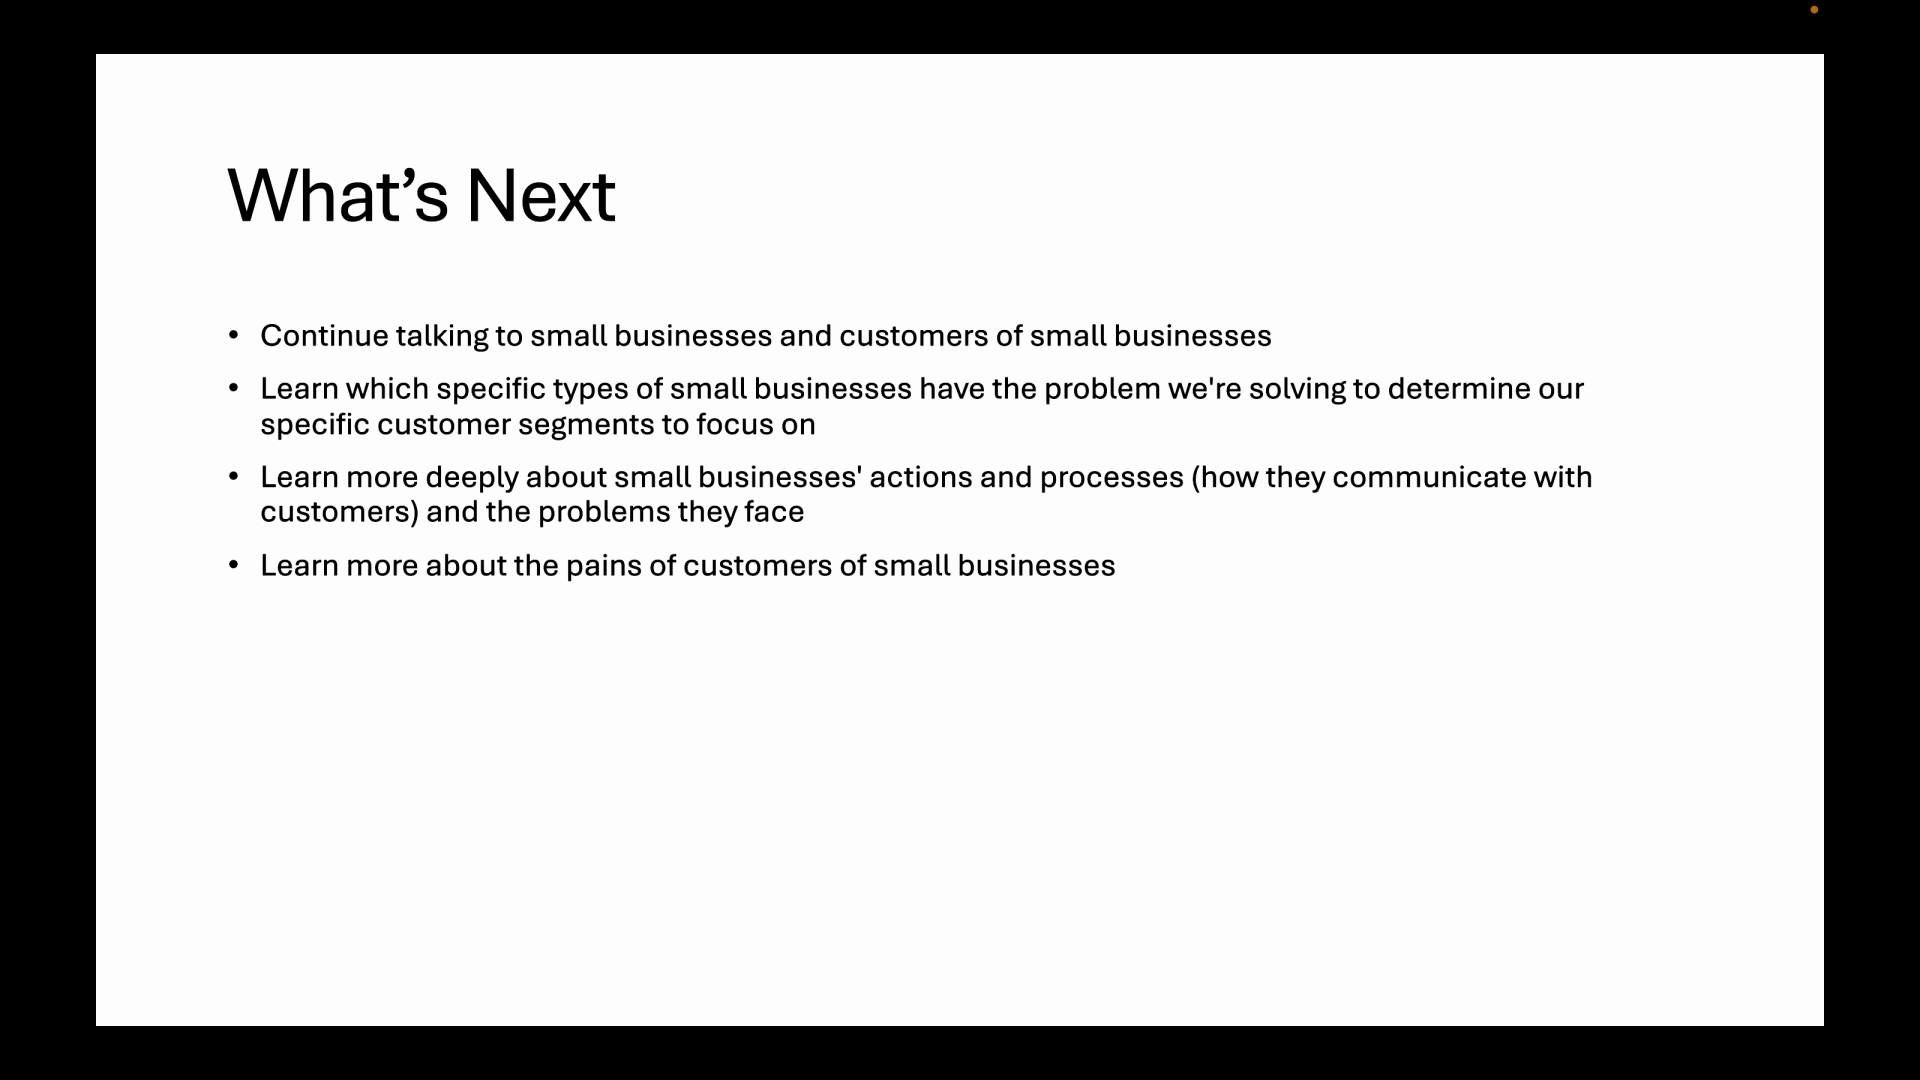 What’s Next
• Continue talking to small businesses and customers of small businesses
• Learn which specific types of small businesses have the problem we're solving to determine our
specific customer segments to focus on
• Learn more deeply about small businesses' actions and processes (how they communicate with
customers) and the problems they face
• Learn more about the pains of customers of small businesses